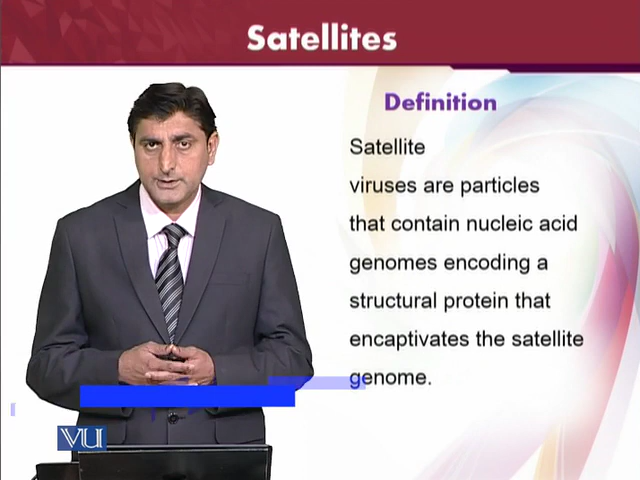 Satellites
Definition
Satellite
viruses are particles
that contain nucleic acid
genomes encoding a
structural protein that
encaptivates the satellite
genome.
VU